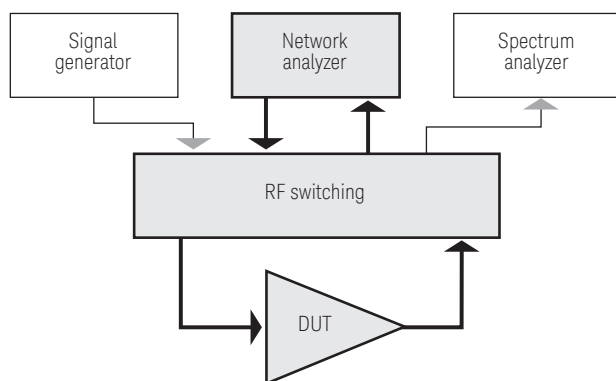 Signal
generator
Network
analyzer
Spectrum
analyzer
RF switching
DUT